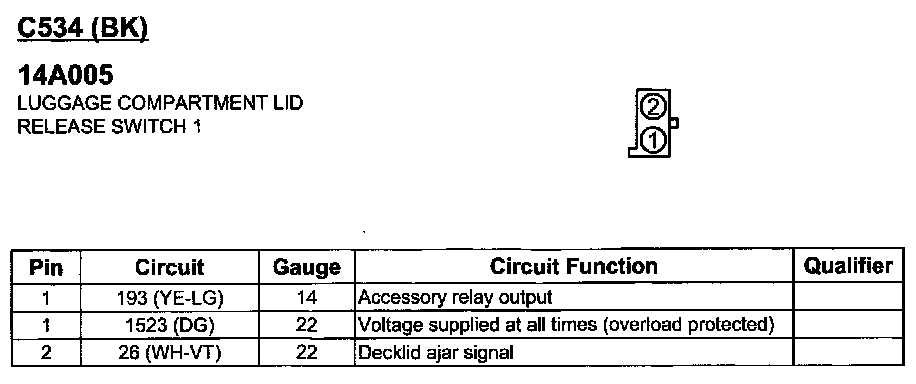 C534 (BK)
14A005
LUGGAGE COMPARTMENT LID
RELEASE SWITCH 1
2
1
Pin Circuit Gauge Circuit Function Qualifier
1 193 (YE-LG) 14 Accessory relay output
1 1523 (DG) 22 Voltage supplied at all times (overload protected)
2 26 (WH-VT) 22 Decklid ajar signal